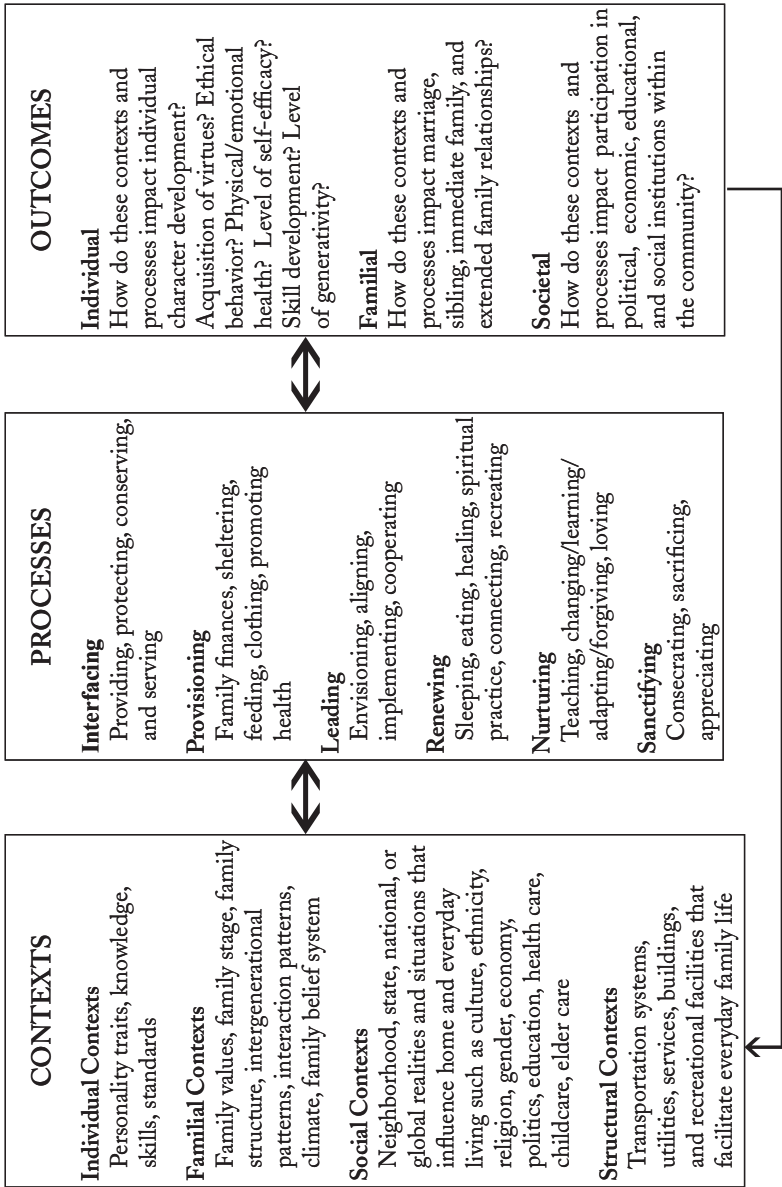 CONTEXTS
Individual Contexts
Personality traits, knowledge,
skills, standards
Familial Contexts
Family values, family stage, family
structure, intergenerational
patterns, interaction patterns,
climate, family belief system
Social Contexts
Neighborhood, state, national, or
global realities and situations that
influence home and everyday
living such as culture, ethnicity,
religion, gender, economy,
politics, education, health care,
childcare, elder care
Structural Contexts
Transportation systems,
utilities, services, buildings,
and recreational facilities that
facilitate everyday family life
PROCESSES
Interfacing
Providing, protecting, conserving,
and serving
Provisioning
Family finances, sheltering,
feeding, clothing, promoting
health
Leading
Envisioning, aligning,
implementing, cooperating
Renewing
Sleeping, eating, healing, spiritual
practice, connecting, recreating
Nurturing
Teaching, changing/learning/
adapting/forgiving, loving
Sanctifying
Consecrating, sacrificing,
appreciating
OUTCOMES
Individual
How do these contexts and
processes impact individual
character development?
Acquisition of virtues? Ethical
behavior? Physical/emotional
health? Level of self-efficacy?
Skill development? Level
of generativity?
Familial
How do these contexts and
processes impact marriage,
sibling, immediate family, and
extended family relationships?
Societal
How do these contexts and
processes impact participation in
political, economic, educational,
and social institutions within
the community?